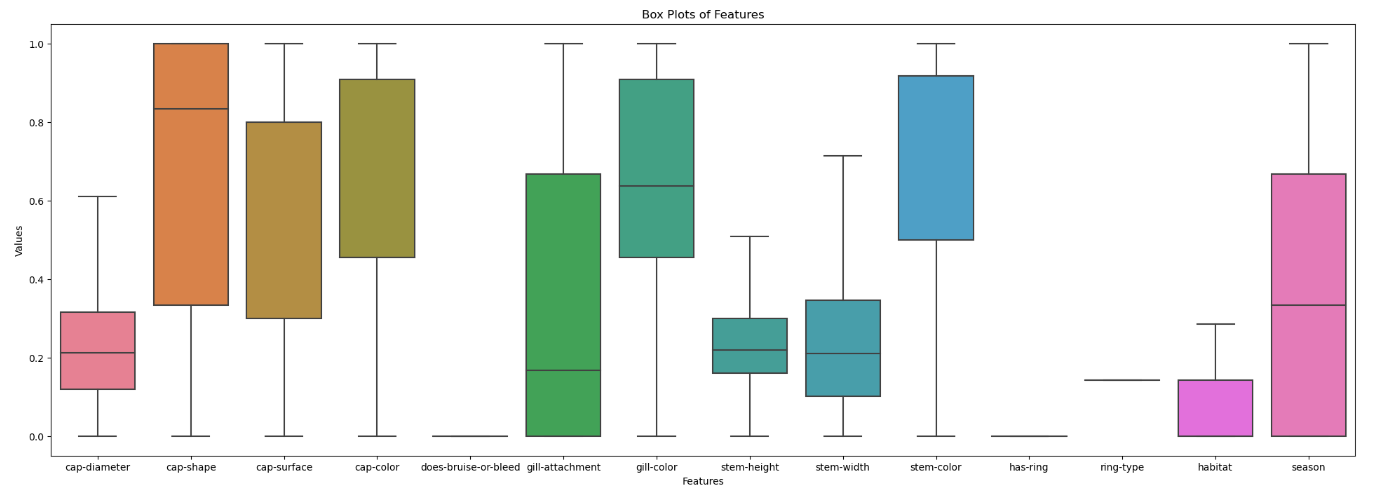 Box Plots of Features
1.0
0.8
0.6
0.4
0.2
0.0
Values
cap-diameter cap-shape cap-surface cap-color does-bruise-or-bleed gill-attachment gill-color stem-height stem-width stem-color has-ring ring-type habitat season
Features